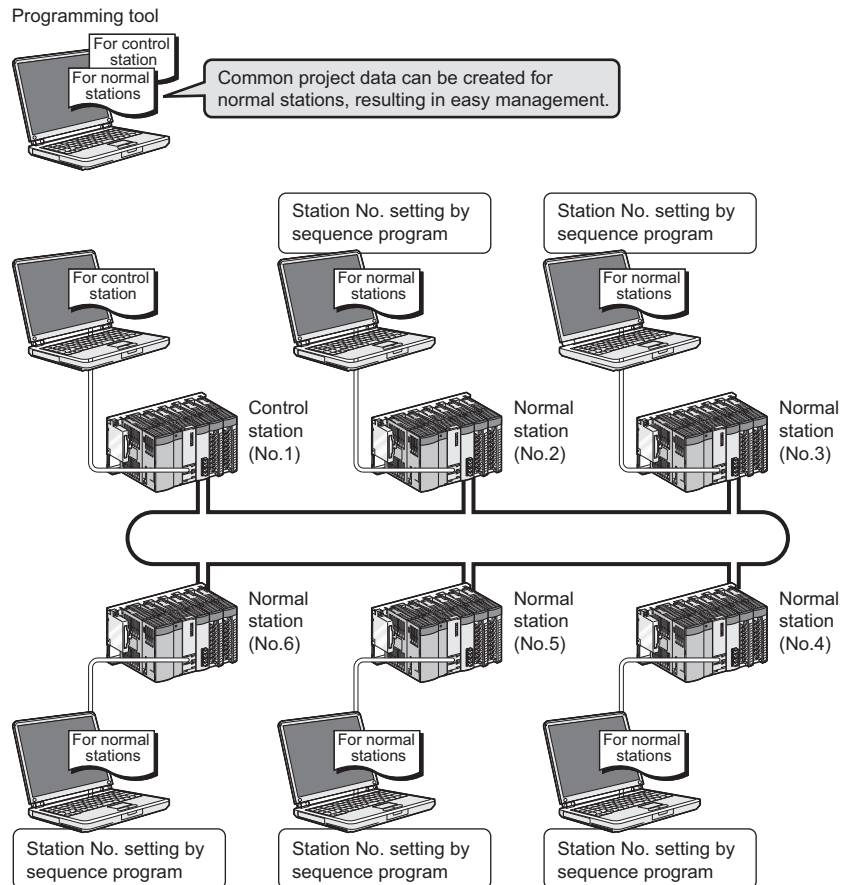 Programming tool
For control
station
For normal
stations
Common project data can be created for
normal stations, resulting in easy management.
Station No. setting by
sequence program
Station No. setting by
sequence program
For control
station
For normal
stations
For normal
stations
Control
station
(No.1)
Normal
station
(No.2)
Normal
station
(No.3)
Normal
station
(No.6)
Normal
station
(No.5)
Normal
station
(No.4)
For normal
stations
For normal
stations
For normal
stations
Station No. setting by
sequence program
Station No. setting by
sequence program
Station No. setting by
sequence program